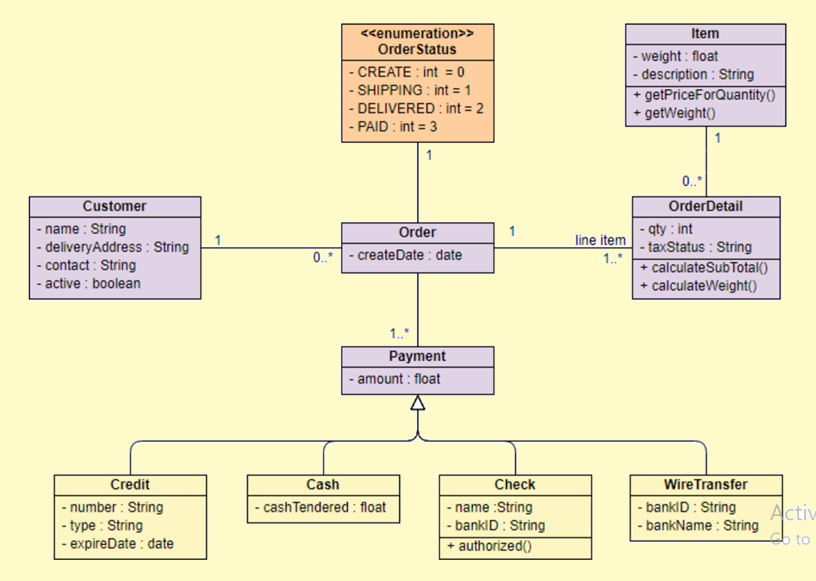 <<enumeration>>
OrderStatus
- CREATE : int = 0
- SHIPPING : int = 1
- DELIVERED : int = 2
- PAID : int = 3
1
Item
- weight : float
- description : String
+ getPriceForQuantity()
+ getWeight()
1
0..*
Customer
- name : String
- deliveryAddress : String
- contact : String
- active : boolean
1
0..*
Order
- createDate : date
1
line item
1..*
OrderDetail
- qty : int
- taxStatus : String
+ calculateSubTotal()
+ calculateWeight()
1..*
Payment
- amount : float
Credit
- number : String
- type : String
- expireDate : date
Cash
- cashTendered : float
Check
- name :String
- bankID : String
+ authorized()
WireTransfer
- bankID : String
- bankName : String
Activ
Go to